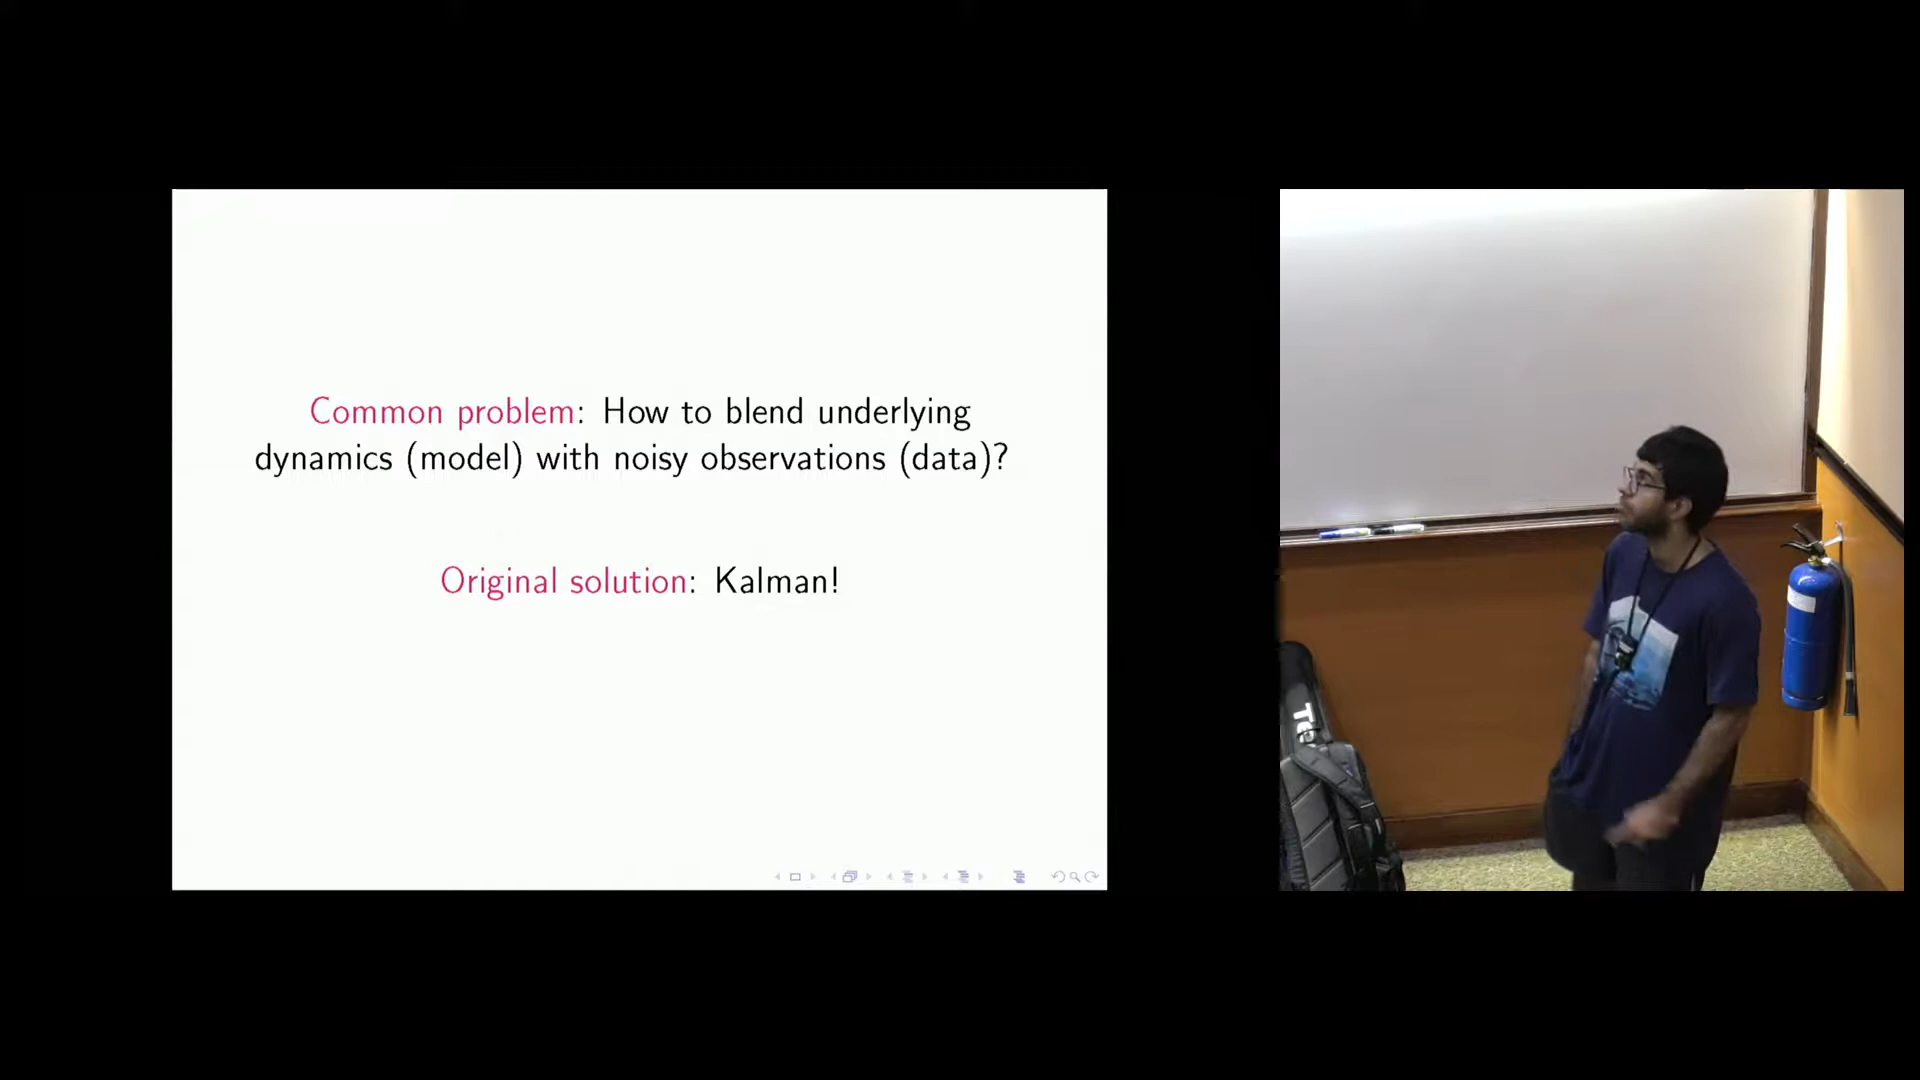 Common problem: How to blend underlying
dynamics (model) with noisy observations (data)?
Original solution: Kalman!